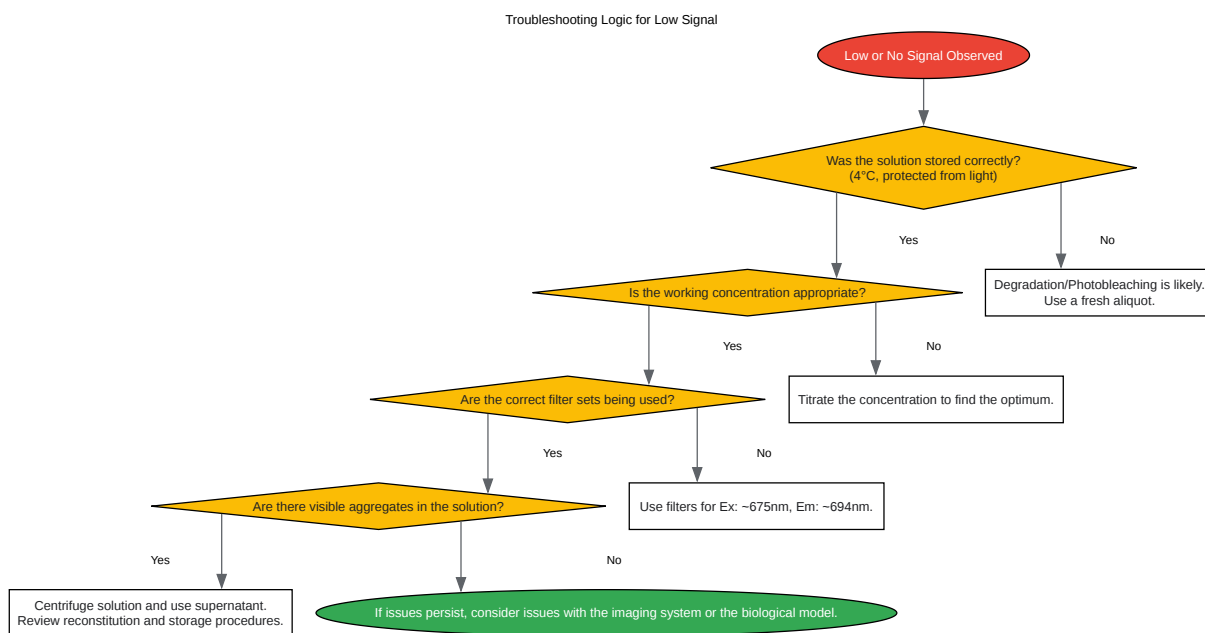 Troubleshooting Logic for Low Signal
Low or No Signal Observed
Was the solution stored correctly?
(4°C, protected from light)
Yes
No
Is the working concentration appropriate?
Degradation/Photobleaching is likely.
Use a fresh aliquot.
Yes
No
Are the correct filter sets being used?
Titrate the concentration to find the optimum.
Yes
No
Are there visible aggregates in the solution?
Use filters for Ex: ~675nm, Em: ~694nm.
Yes
No
Centrifuge solution and use supernatant.
Review reconstitution and storage procedures.
If issues persist, consider issues with the imaging system or the biological model.